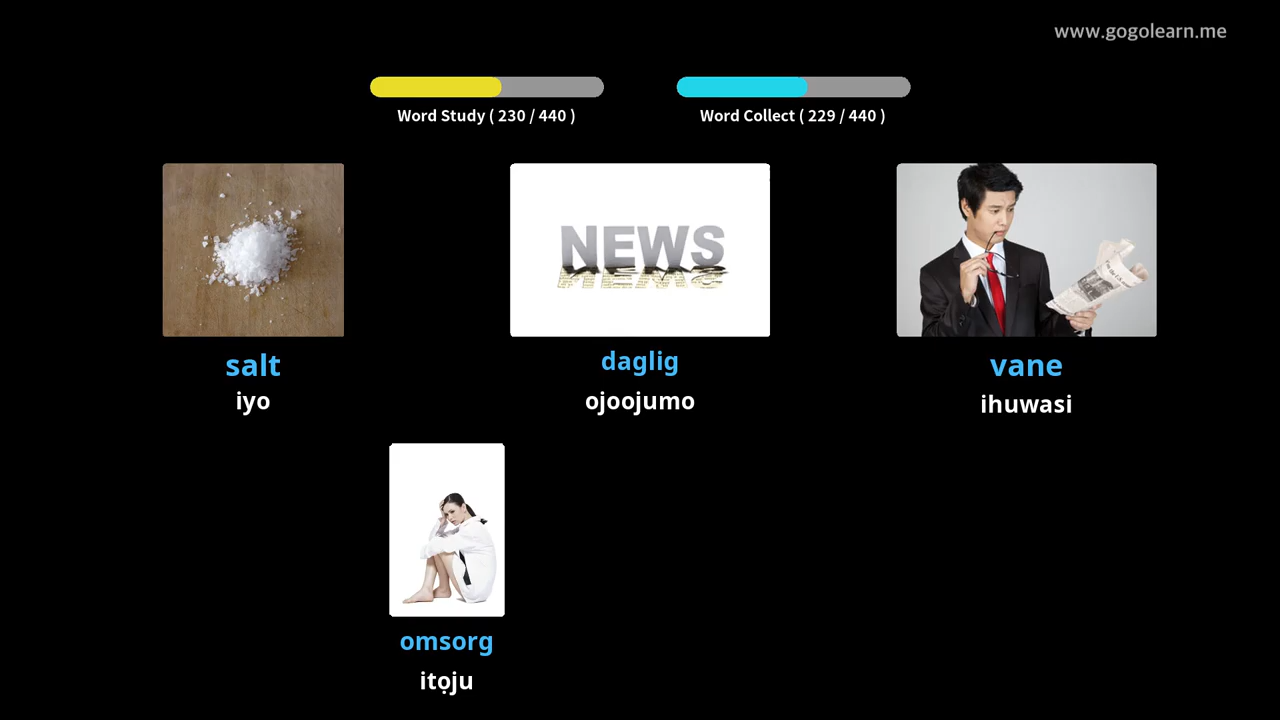 www.gogolearn.me
Word Study ( 230 / 440 )
Word Collect ( 229 / 440 )
NEWS
salt
iyo
daglig
ojoojumo
vane
ihuwasi
omsorg
itọju